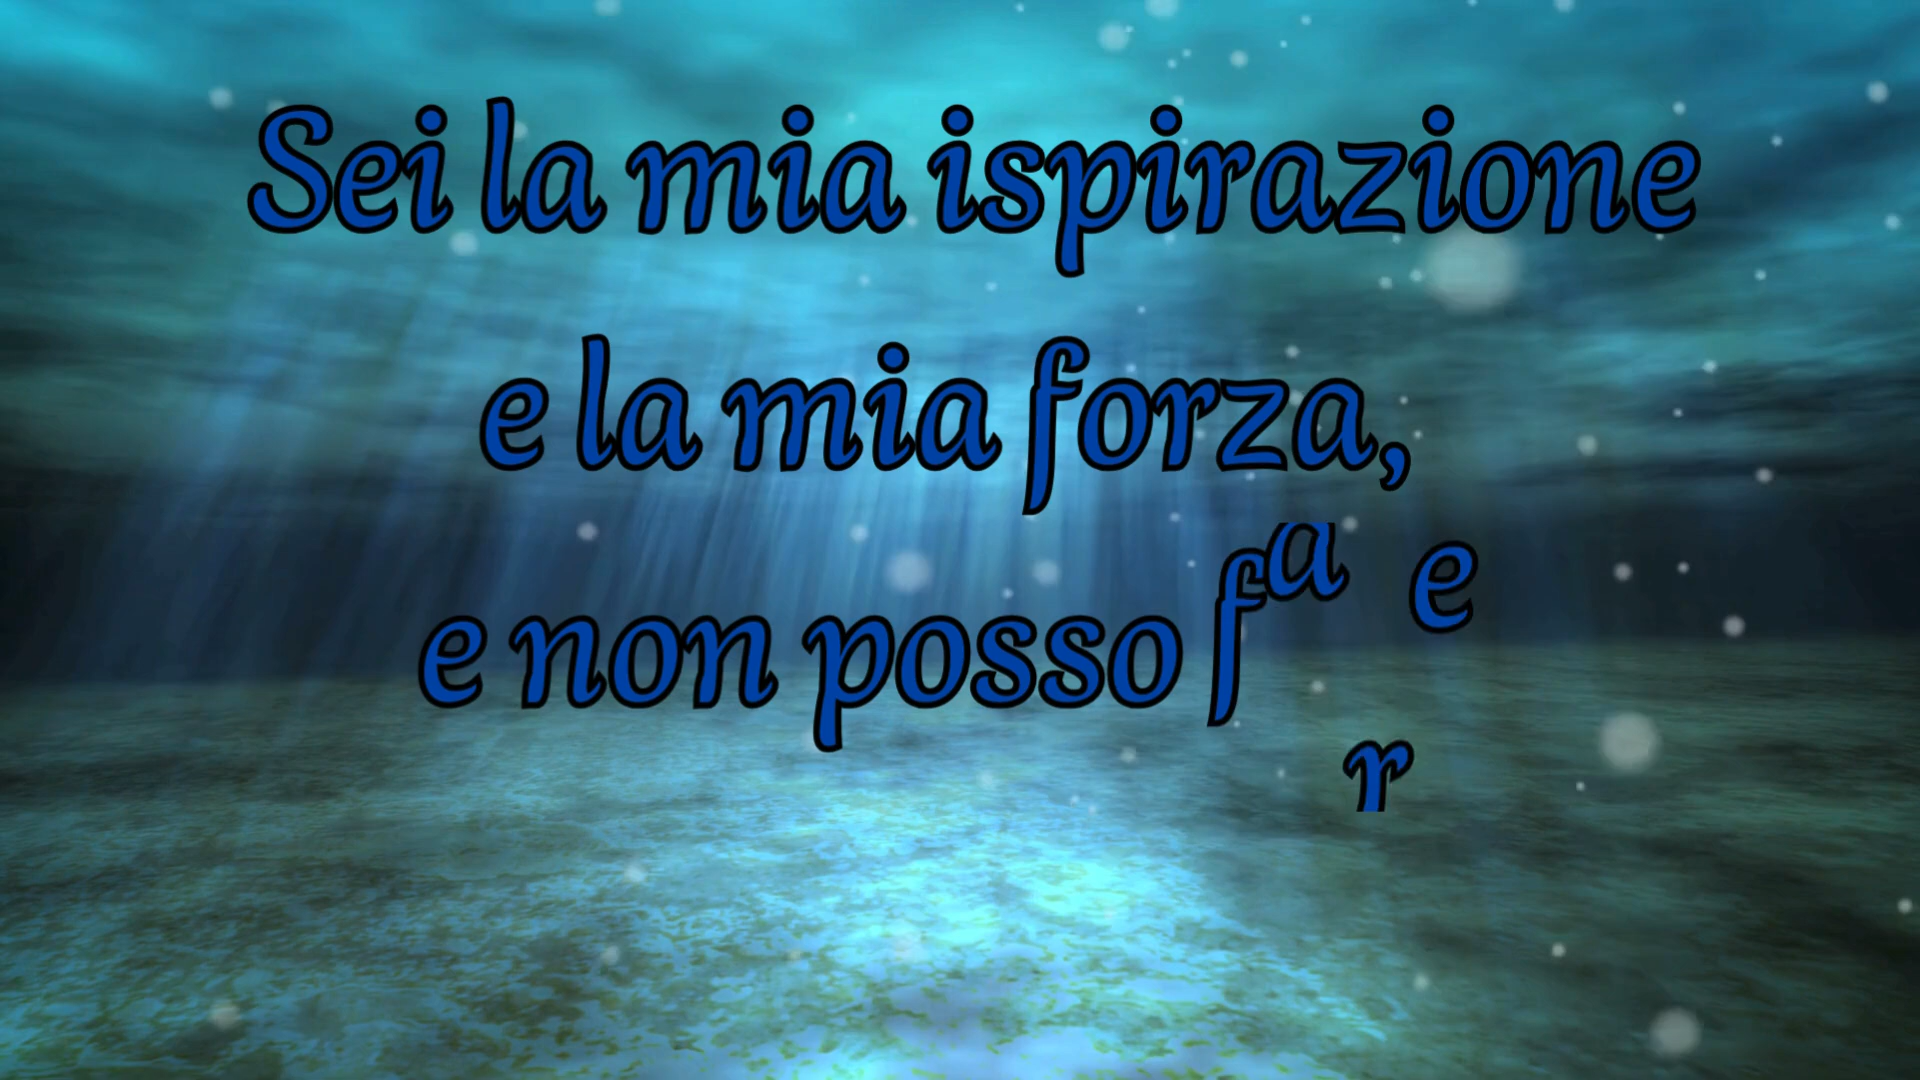 Sei la mia ispirazione
e la mia forza,
e non posso fare